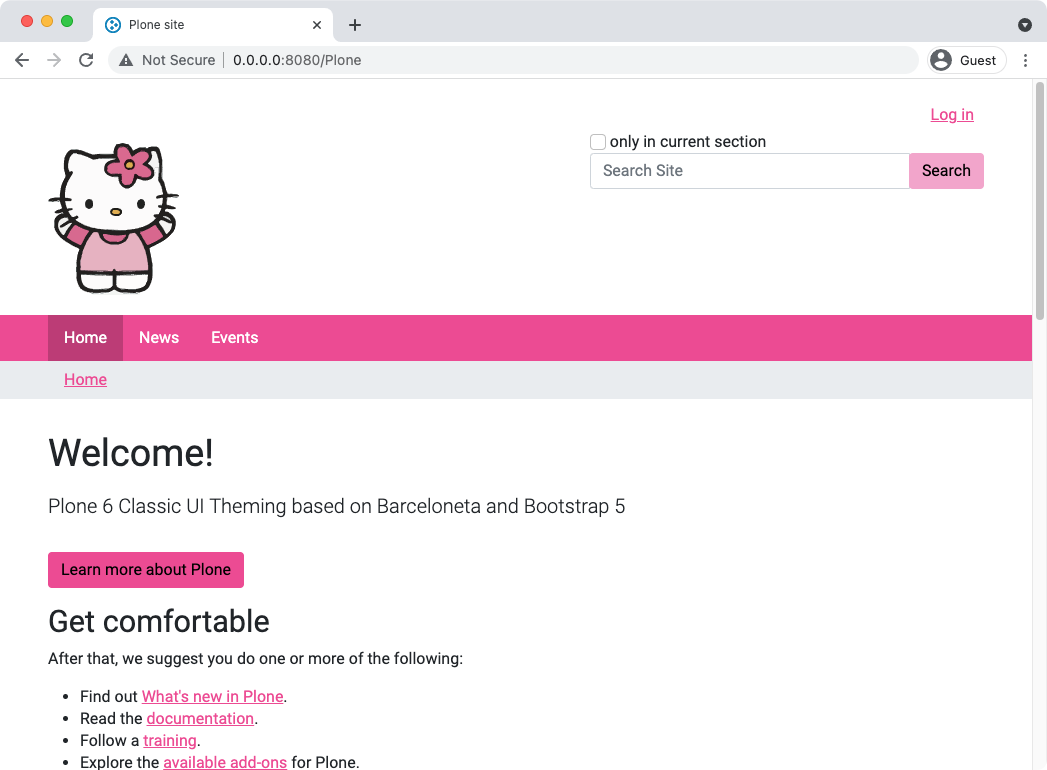 Plone site
Not Secure 0.0.0.0:8080/Plone
Guest
Log in
only in current section
Search Site
Search
Home News Events
Home
Welcome!
Plone 6 Classic UI Theming based on Barceloneta and Bootstrap 5
Learn more about Plone
Get comfortable
After that, we suggest you do one or more of the following:
• Find out What's new in Plone.
• Read the documentation.
• Follow a training.
• Explore the available add-ons for Plone.